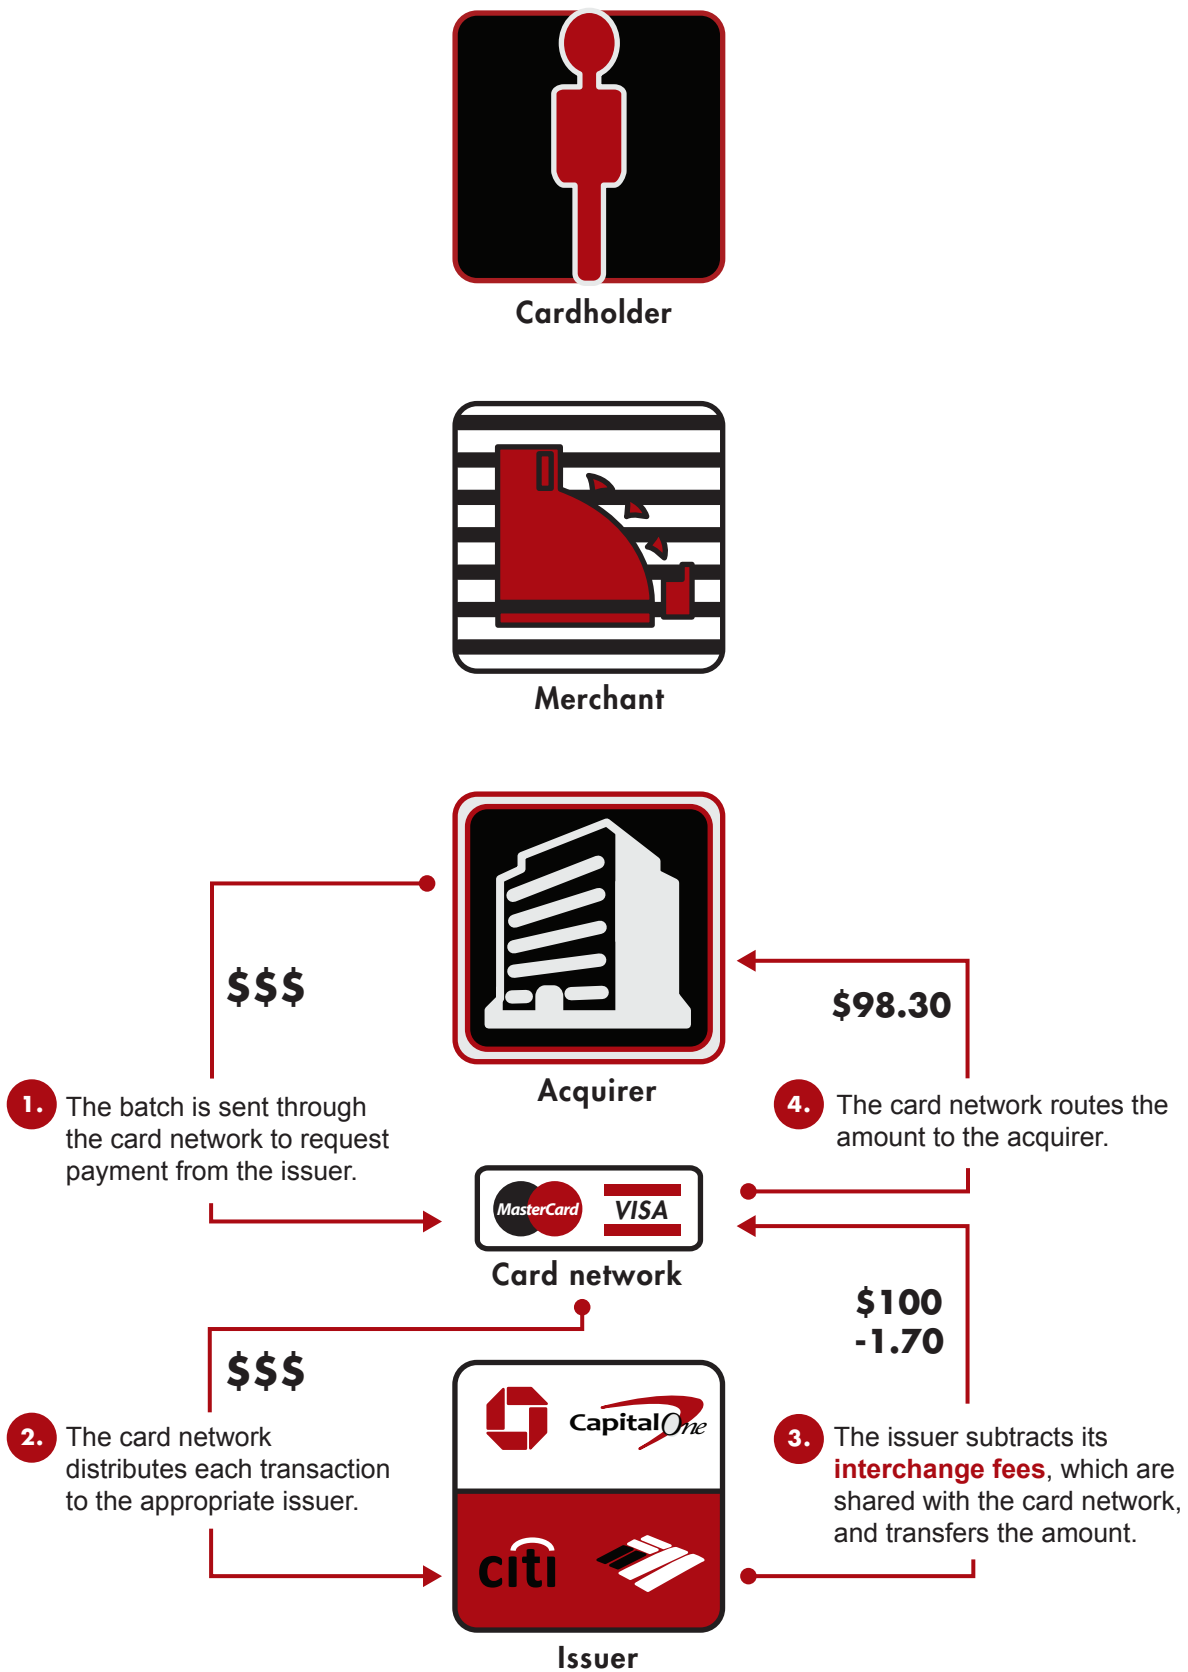 Cardholder
Merchant
$$$
$98.30
Acquirer
1.
The batch is sent through
the card network to request
payment from the issuer.
4.
The card network routes the
amount to the acquirer.
MasterCard
VISA
Card network
$100
-1.70
$$$
Capital One
2.
The card network
distributes each transaction
to the appropriate issuer.
3.
The issuer subtracts its
interchange fees, which are
shared with the card network,
and transfers the amount.
citi
Issuer